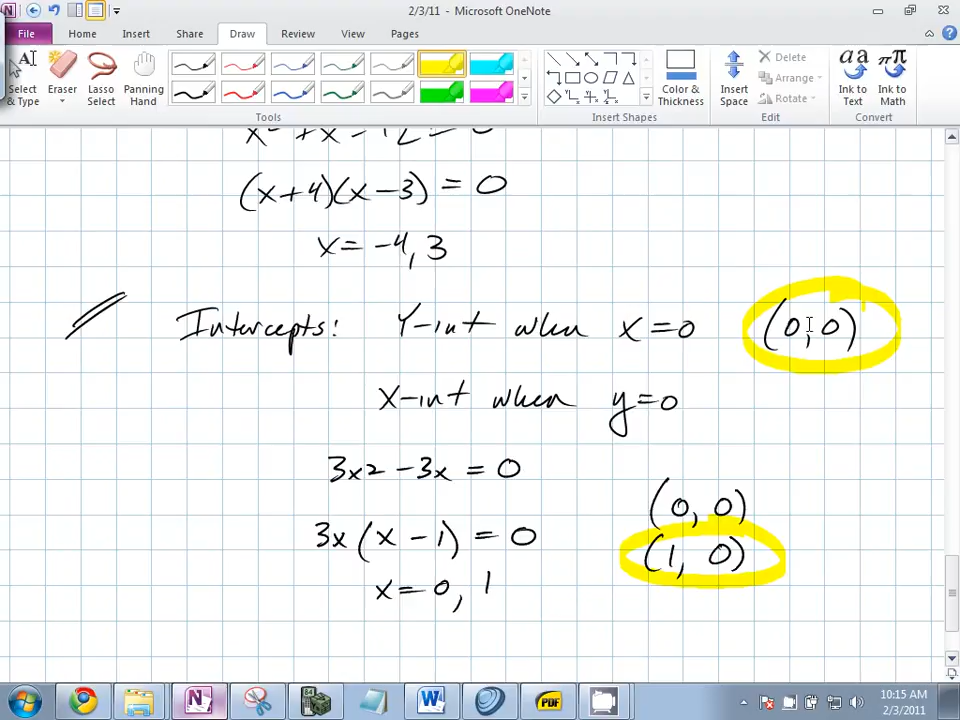 2/3/11 - Microsoft OneNote
File Home Insert Share Draw Review View Pages
Select & Type Eraser Lasso Select Panning Hand
Color & Thickness
Insert Space
Delete
Arrange
Rotate
Ink to Text Ink to Math
Tools Insert Shapes Edit Convert
(x+4)(x-3) = 0
x = -4, 3
Intercepts: Y-int when x = 0 (0, 0)
X-int when y = 0
3x2 - 3x = 0
(0, 0)
3x(x - 1) = 0
(1, 0)
x = 0, 1
10:15 AM
2/3/2011